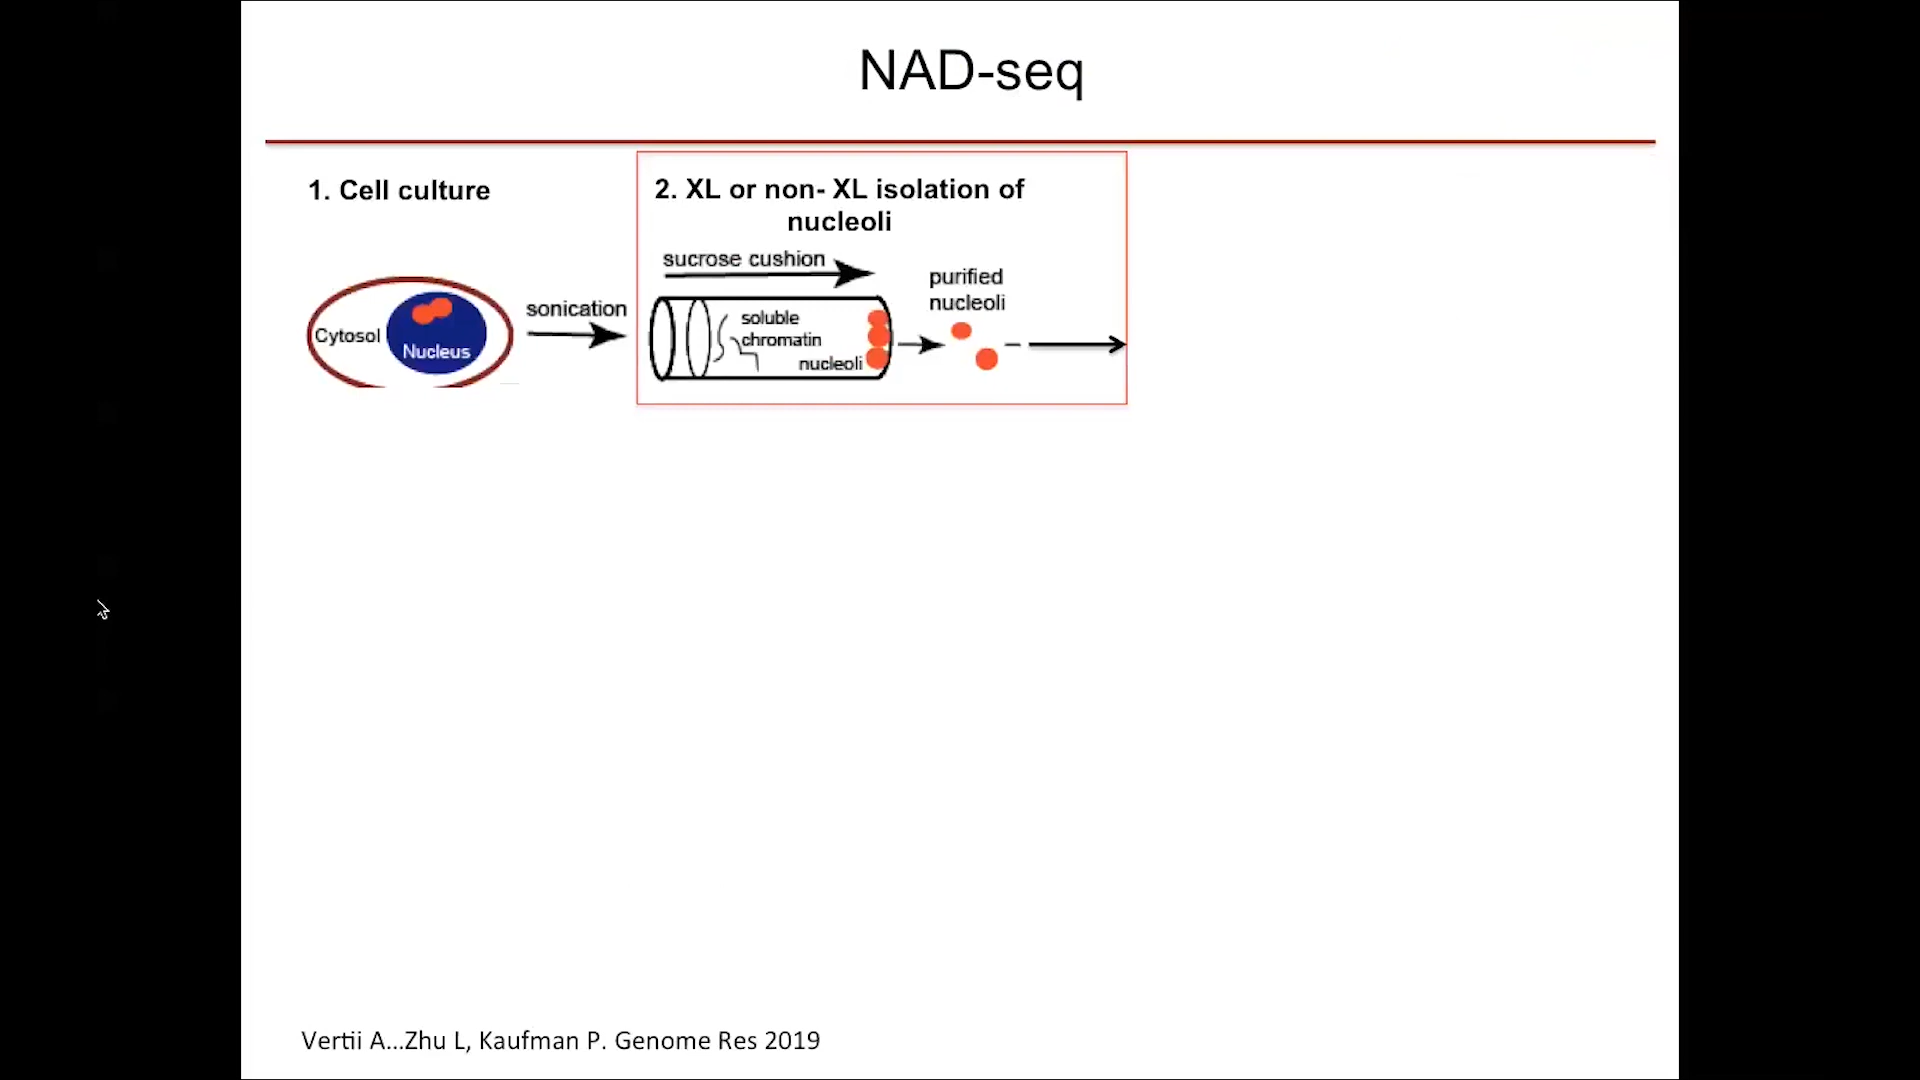 NAD-seq
1. Cell culture
2. XL or non- XL isolation of
nucleoli
sucrose cushion
purified
nucleoli
sonication
soluble
chromatin
nucleoli
Cytosol
Nucleus
Vertii A...Zhu L, Kaufman P. Genome Res 2019